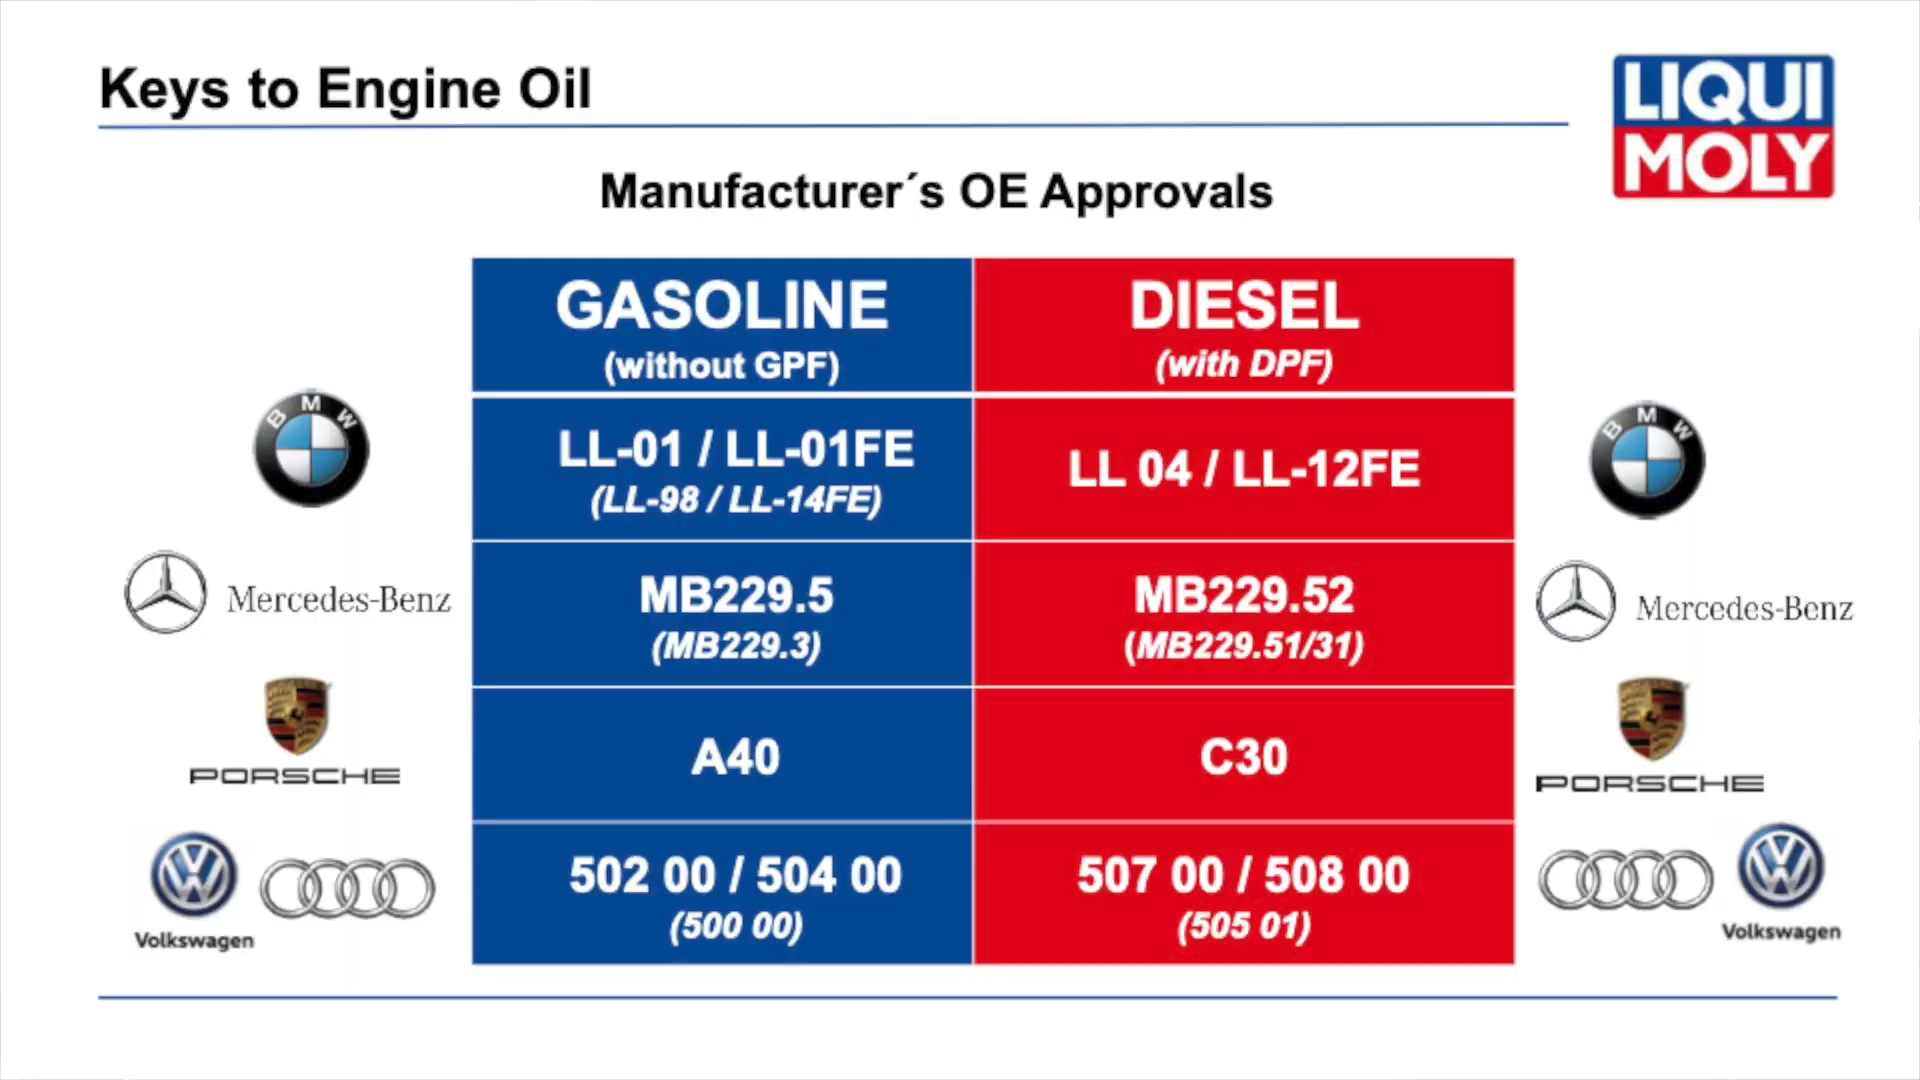 Keys to Engine Oil
LIQUI
MOLY
Manufacturer´s OE Approvals
GASOLINE
(without GPF)
DIESEL
(with DPF)
BMW
LL-01 / LL-01FE
(LL-98 / LL-14FE)
LL 04 / LL-12FE
BMW
Mercedes-Benz
MB229.5
(MB229.3)
MB229.52
(MB229.51/31)
Mercedes-Benz
PORSCHE
A40
C30
PORSCHE
Volkswagen
502 00 / 504 00
(500 00)
507 00 / 508 00
(505 01)
Volkswagen